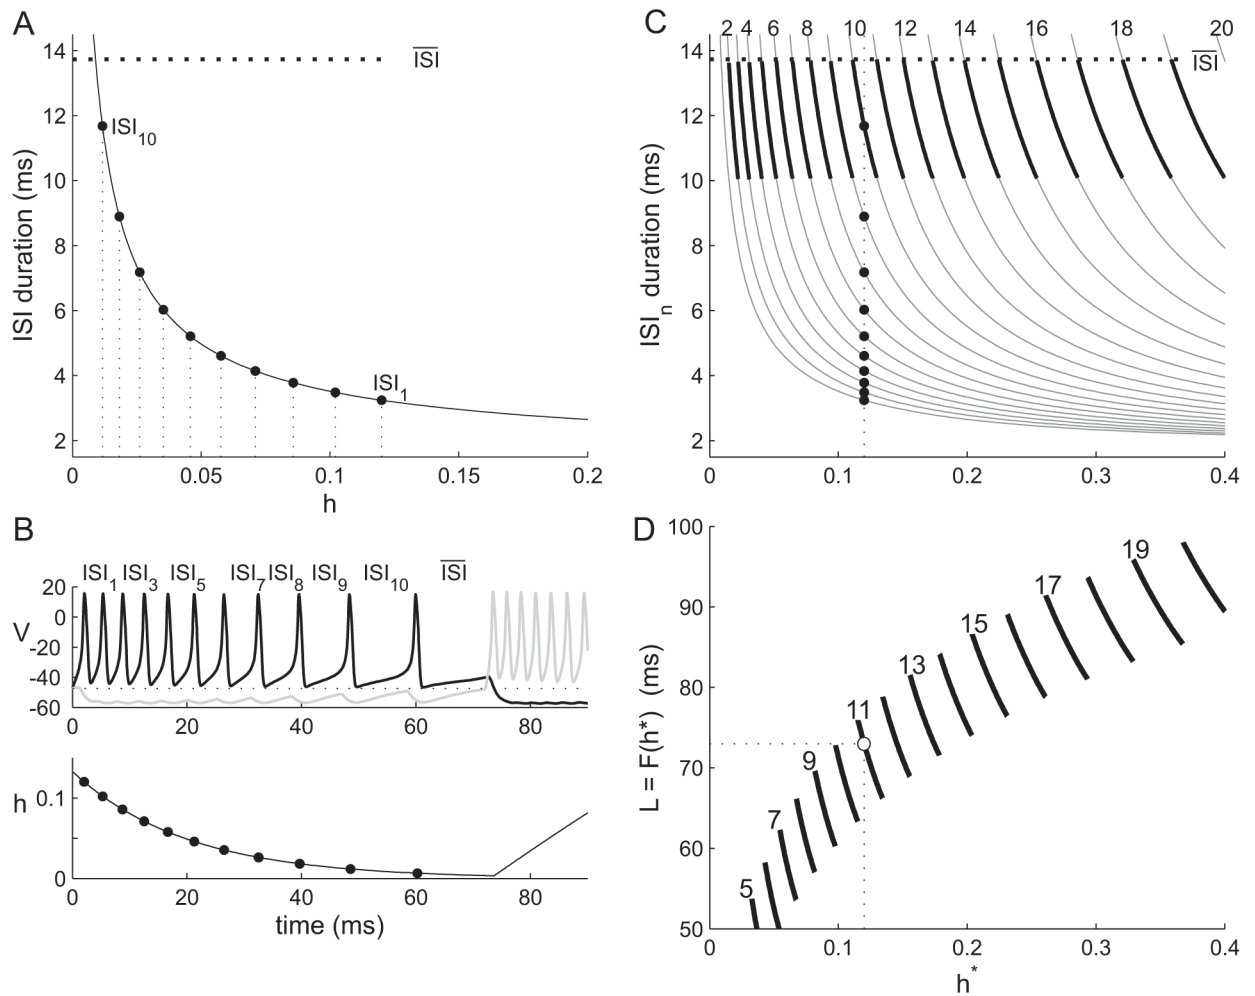 A
14
12
10
8
6
4
2
ISI duration (ms)
ISI
ISI10
ISI1
0 0.05 0.1 0.15 0.2
h
C
2 4 6 8 10 12 14 16 18 20
14
12
10
8
6
4
2
ISIn duration (ms)
ISI
0 0.1 0.2 0.3 0.4
B
ISI1 ISI3 ISI5 ISI7 ISI8 ISI9 ISI10 ISI
20
0
-20
-40
-60
V
0 20 40 60 80
h
0.1
0
0 20 40 60 80
time (ms)
D
100
90
80
70
60
50
L = F(h*) (ms)
19
17
15
13
11
9
7
5
0 0.1 0.2 0.3 0.4
h*